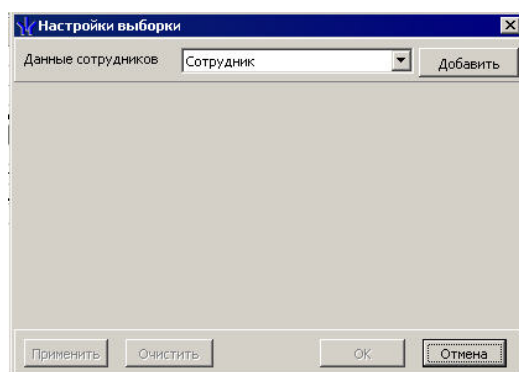 Настройки выборки
Данные сотрудников Сотрудник Добавить
Применить Очистить OK Отмена